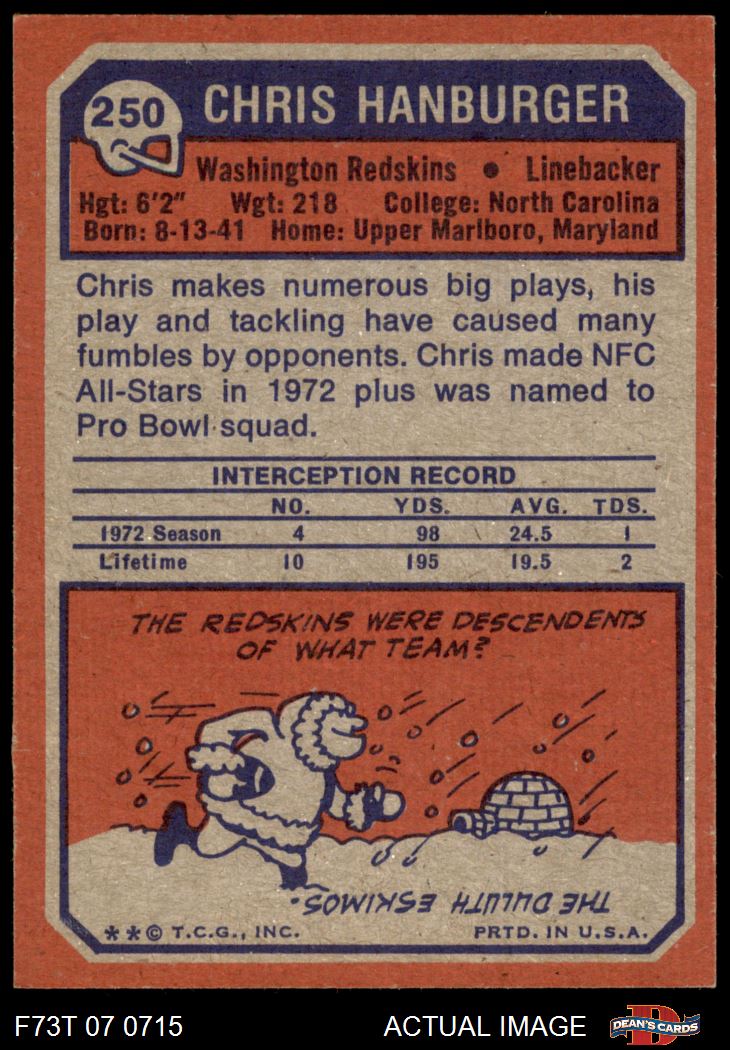 250
CHRIS HANBURGER
Washington Redskins • Linebacker
Hgt: 6'2" Wgt: 218 College: North Carolina
Born: 8-13-41 Home: Upper Marlboro, Maryland
Chris makes numerous big plays, his
play and tackling have caused many
fumbles by opponents. Chris made NFC
All-Stars in 1972 plus was named to
Pro Bowl squad.
INTERCEPTION RECORD
NO. YDS. AVG. TDS.
1972 Season 4 98 24.5 1
Lifetime 10 195 19.5 2
THE REDSKINS WERE DESCENDENTS
OF WHAT TEAM?
THE DULUTH ESKIMOS.
**© T.C.G., INC. PRTD. IN U.S.A.
F73T 07 0715 ACTUAL IMAGE
D
DEAN'S CARDS